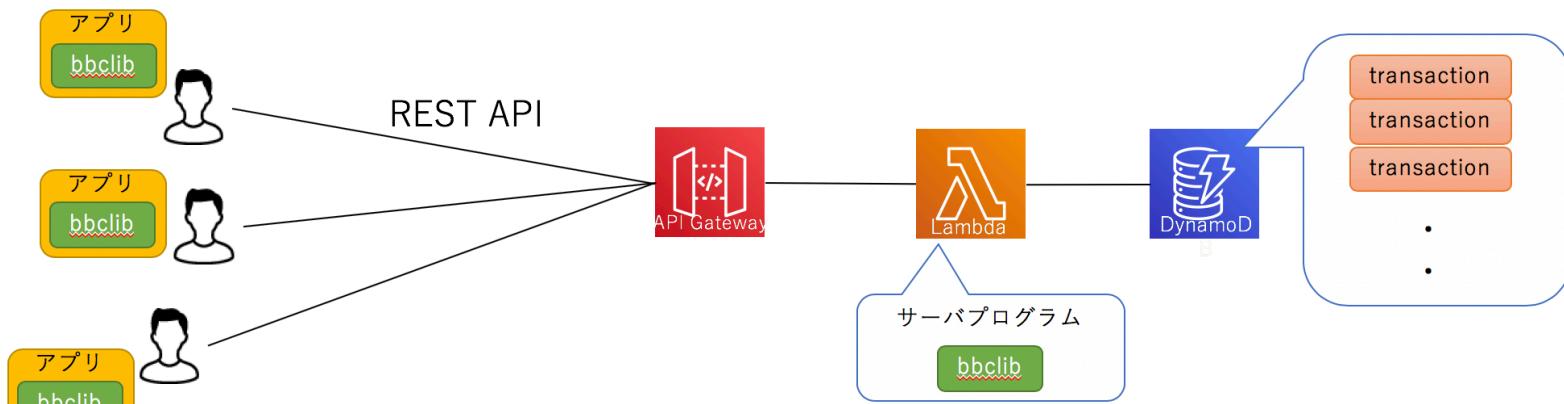 アプリ
bbclib
REST API
アプリ
bbclib
アプリ
bbclib
API Gateway
Lambda
サーバプログラム
bbclib
DynamoD
B
transaction
transaction
transaction